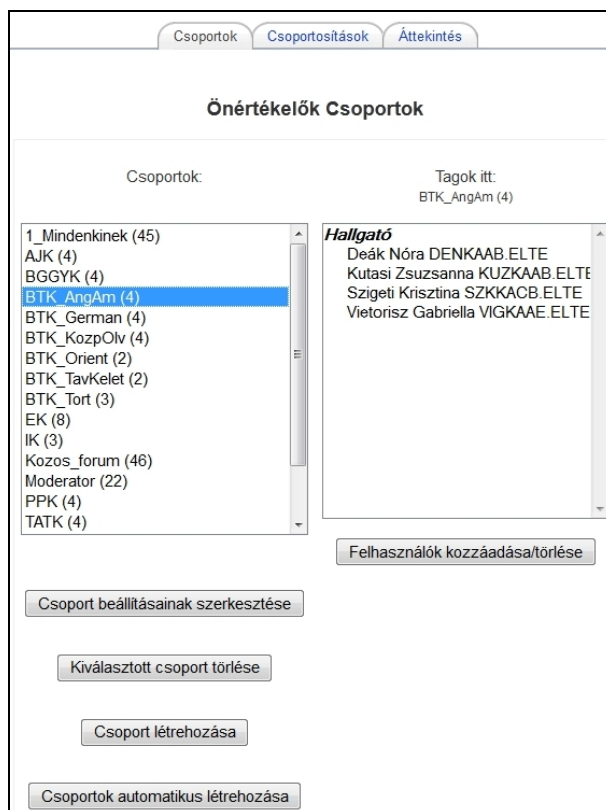 Csoportok Csoportosítások Áttekintés
Önértékelők Csoportok
Csoportok:
1_Mindenkinek (45)
AJK (4)
BGGYK (4)
BTK_AngAm (4)
BTK_German (4)
BTK_KozpOlv (4)
BTK_Orient (2)
BTK_TavKelet (2)
BTK_Tort (3)
EK (8)
IK (3)
Kozos_forum (46)
Moderator (22)
PPK (4)
TATK (4)
Csoport beállításainak szerkesztése
Kiválasztott csoport törlése
Csoport létrehozása
Csoportok automatikus létrehozása
Tagok itt:
BTK_AngAm (4)
Hallgató
Deák Nóra DENKAAB.ELTE
Kutasi Zsuzsanna KUZKAAB.ELTE
Szigeti Krisztina SZKKACB.ELTE
Vietorisz Gabriella VIGKAAE.ELTE
Felhasználók kozzáadása/törlése